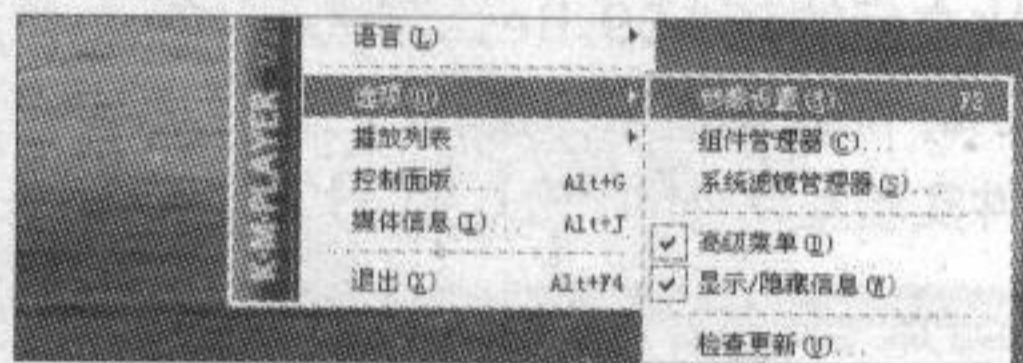 语言(L)
选项(O)
播放列表
控制面版... Alt+G
媒体信息(I)... Alt+J
退出(X) Alt+F4
KMPLAYER
参数设置(P)... F2
组件管理器(C)...
系统滤镜管理器(S)...
高级菜单
显示/隐藏信息
检查更新(U)...